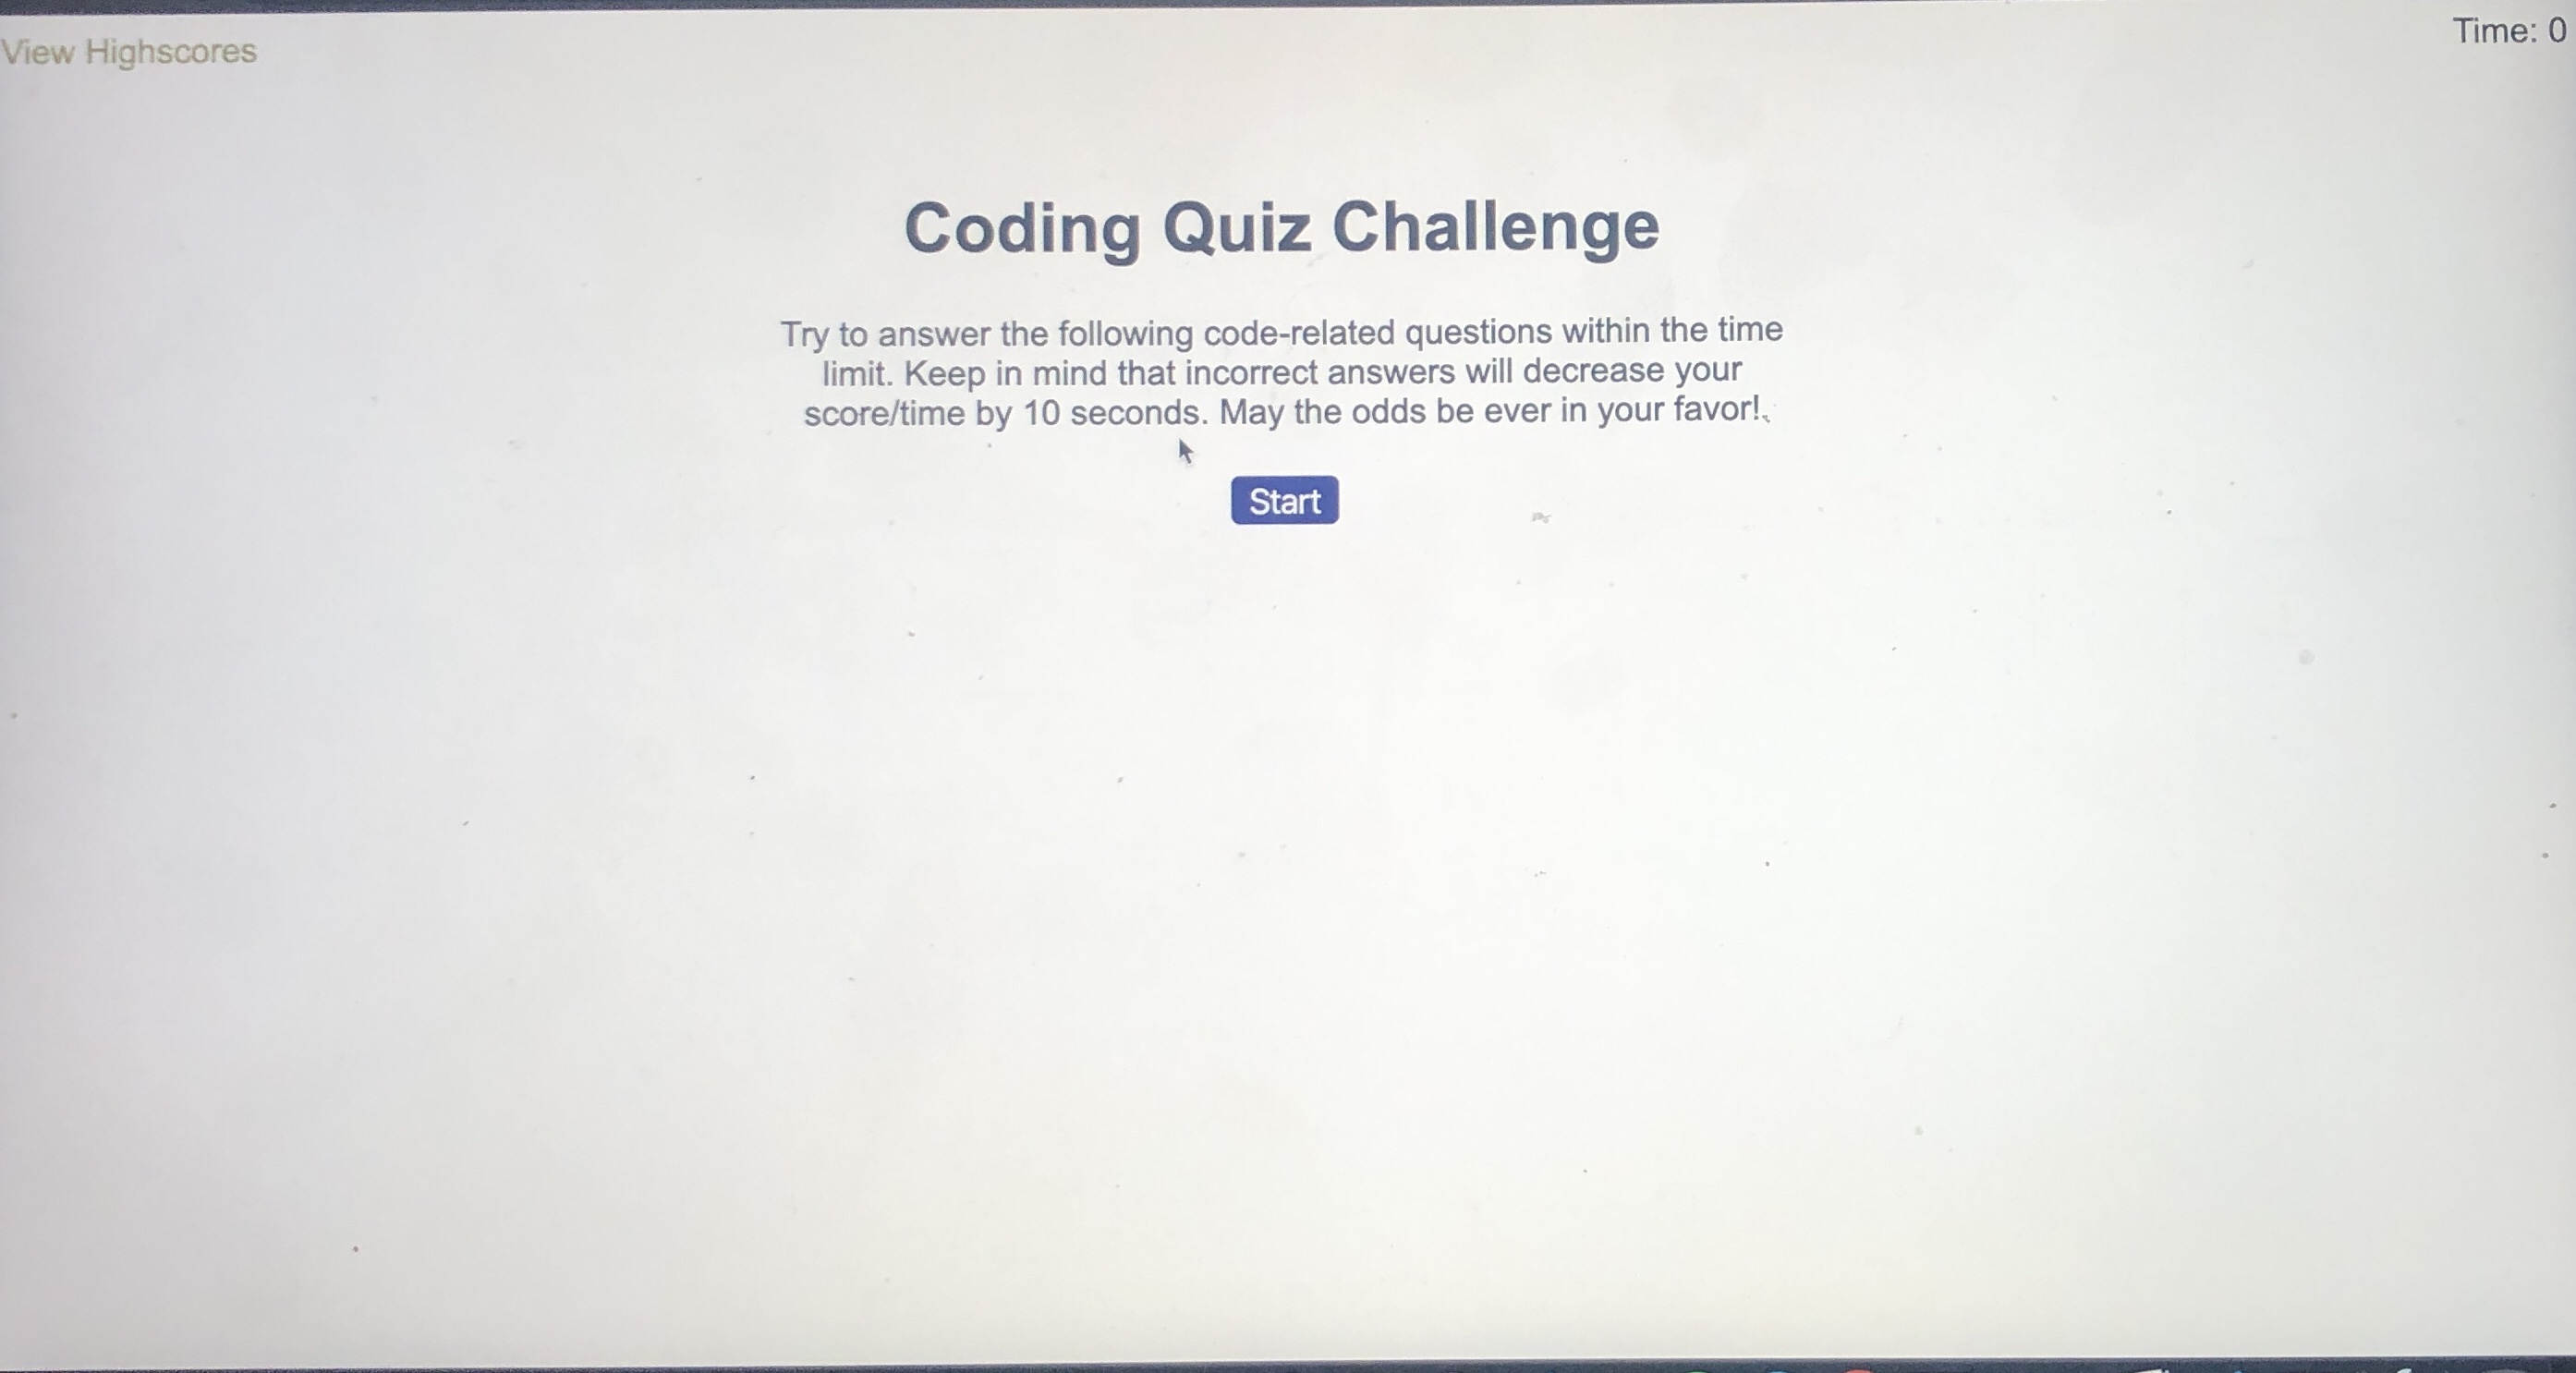 View Highscores
Time: 0
Coding Quiz Challenge
Try to answer the following code-related questions within the time
limit. Keep in mind that incorrect answers will decrease your
score/time by 10 seconds. May the odds be ever in your favor!
Start